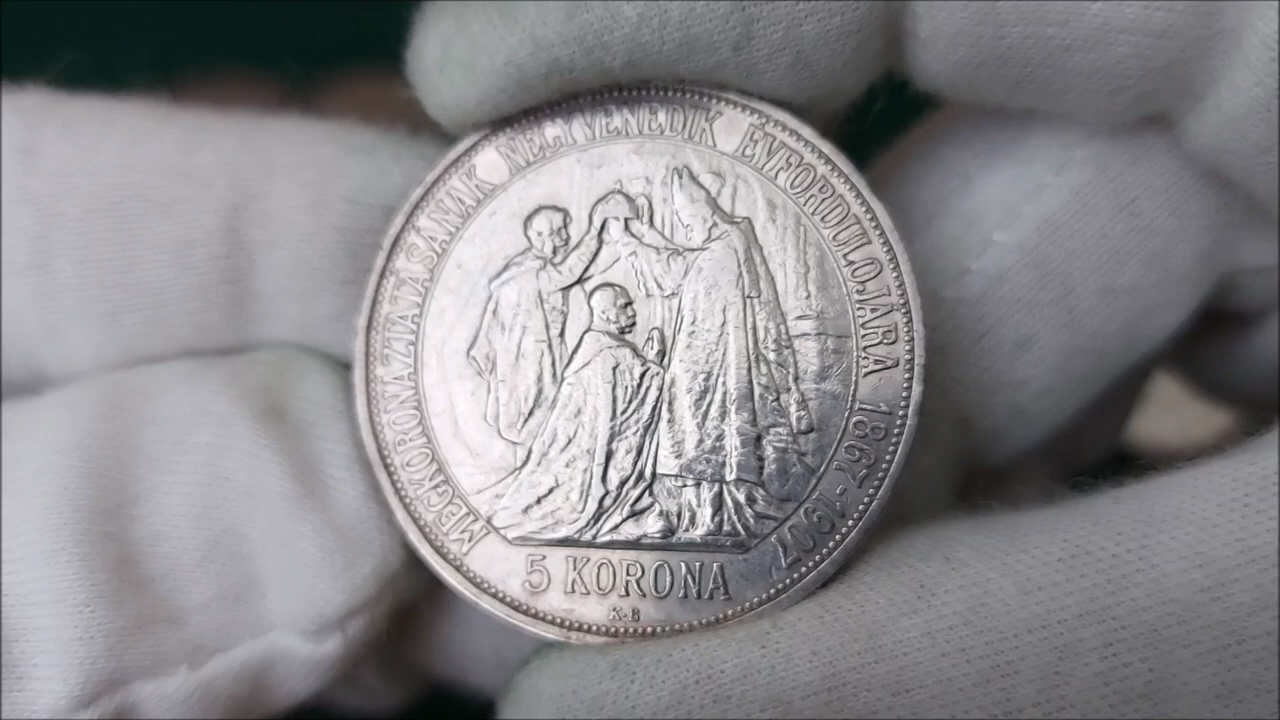 MEGKORONÁZTATÁSÁNAK NEGYVENEDIK ÉVFORDULÓJÁRA 1867-1907
5 KORONA
K·B